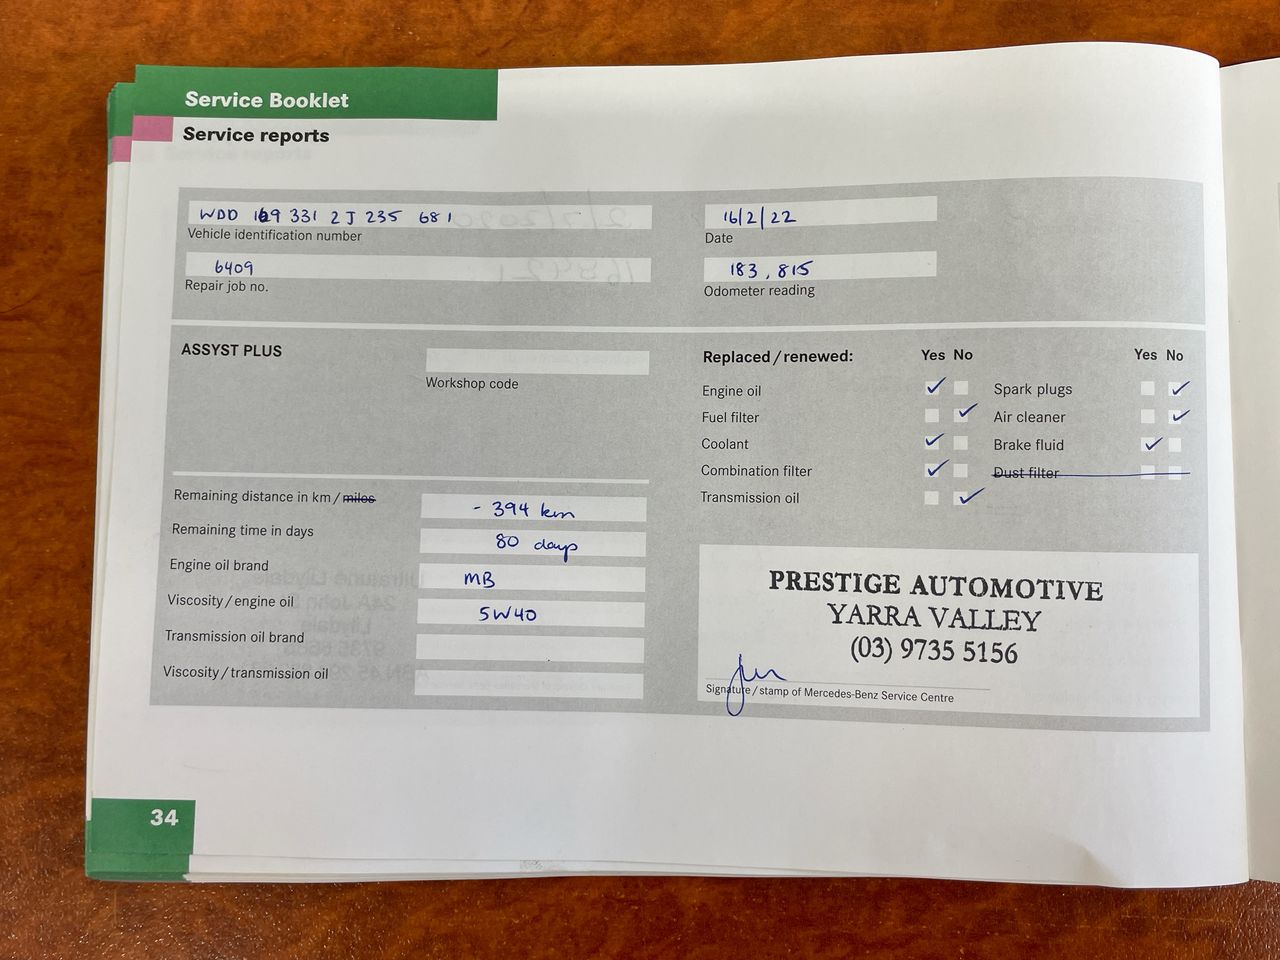 Service Booklet
Service reports
WDD 169 331 2J 235 681
Vehicle identification number
16/2/22
Date
6409
Repair job no.
183,815
Odometer reading
ASSYST PLUS
Workshop code
Remaining distance in km/miles
- 394 km
Remaining time in days
80 days
Engine oil brand
MB
Viscosity/engine oil
5W40
Transmission oil brand
Viscosity/transmission oil
Replaced/renewed: Yes No Yes No
Engine oil Spark plugs
Fuel filter Air cleaner
Coolant Brake fluid
Combination filter Dust filter
Transmission oil
PRESTIGE AUTOMOTIVE
YARRA VALLEY
(03) 9735 5156
Signature/stamp of Mercedes-Benz Service Centre
34